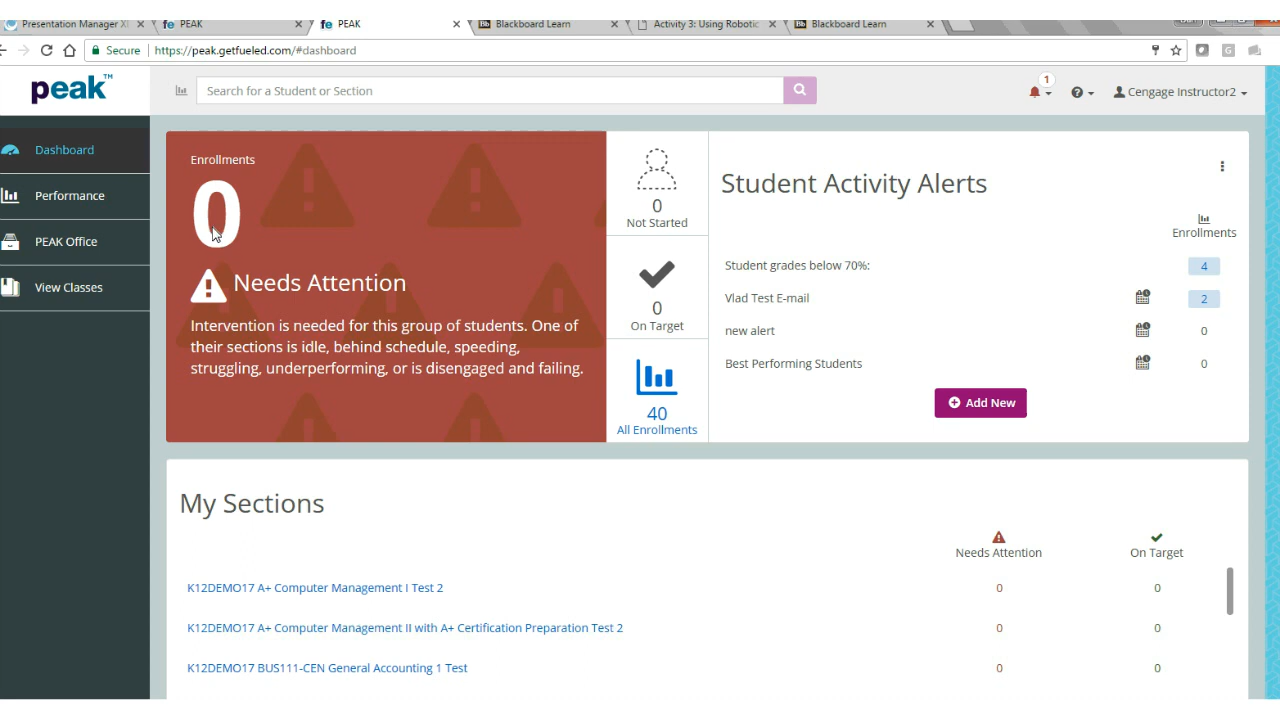 Presentation Manager XI
fe PEAK
fe PEAK
Bb Blackboard Learn
Activity 3: Using Robotic
Bb Blackboard Learn
Secure
https://peak.getfueled.com/#dashboard
G
peak™
Search for a Student or Section
1
?
Cengage Instructor2
Dashboard
Performance
PEAK Office
View Classes
Enrollments
0
Needs Attention
Intervention is needed for this group of students. One of
their sections is idle, behind schedule, speeding,
struggling, underperforming, or is disengaged and failing.
0
Not Started
0
On Target
40
All Enrollments
Student Activity Alerts
Enrollments
Student grades below 70%: 4
Vlad Test E-mail 2
new alert 0
Best Performing Students 0
Add New
My Sections
Needs Attention On Target
K12DEMO17 A+ Computer Management I Test 2 0 0
K12DEMO17 A+ Computer Management II with A+ Certification Preparation Test 2 0 0
K12DEMO17 BUS111-CEN General Accounting 1 Test 0 0